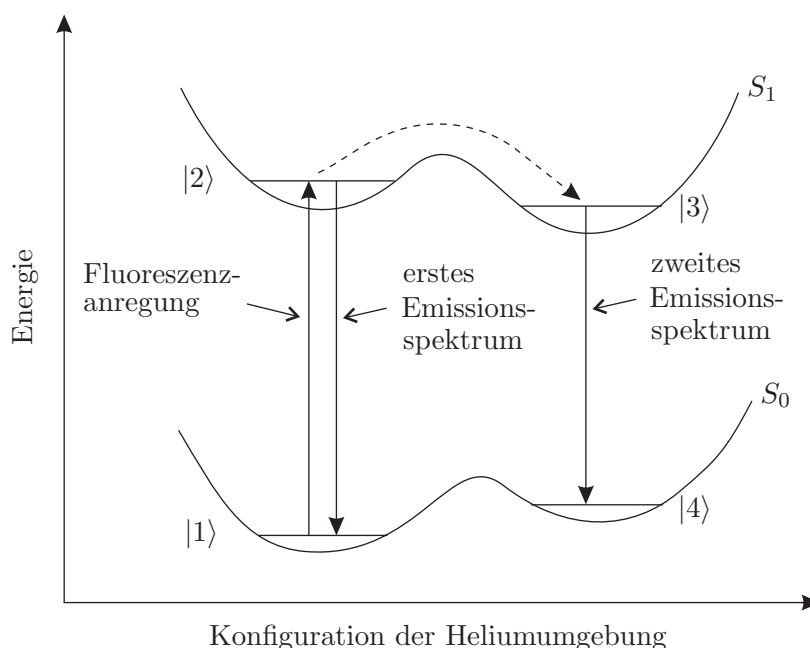 S₁
|2⟩
|3⟩
Fluoreszenz-
anregung
erstes
Emissions-
spektrum
zweites
Emissions-
spektrum
Energie
S₀
|1⟩
|4⟩
Konfiguration der Heliumumgebung